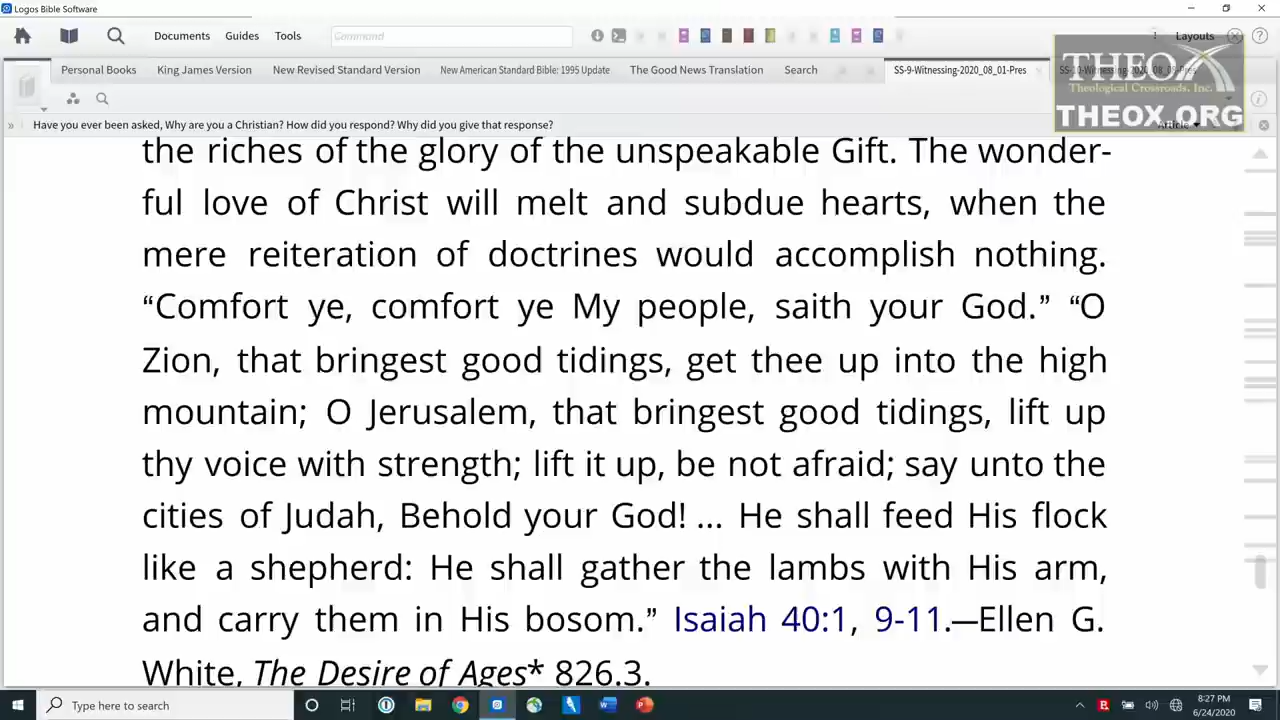 Logos Bible Software
Documents Guides Tools Command Layouts
Personal Books King James Version New Revised Stan New American Standard Bible: 1995 Update The Good News Translation Search SS-9-Witnessing-2020_08_01-Pres
THEOX
Theological Crossroads, Inc.
THEOX.ORG
Have you ever been asked, Why are you a Christian? How did you respond? Why did you give that response?
the riches of the glory of the unspeakable Gift. The wonder-
ful love of Christ will melt and subdue hearts, when the
mere reiteration of doctrines would accomplish nothing.
“Comfort ye, comfort ye My people, saith your God.” “O
Zion, that bringest good tidings, get thee up into the high
mountain; O Jerusalem, that bringest good tidings, lift up
thy voice with strength; lift it up, be not afraid; say unto the
cities of Judah, Behold your God! ... He shall feed His flock
like a shepherd: He shall gather the lambs with His arm,
and carry them in His bosom.” Isaiah 40:1, 9-11.—Ellen G.
White, The Desire of Ages* 826.3.
Type here to search
8:27 PM
6/24/2020